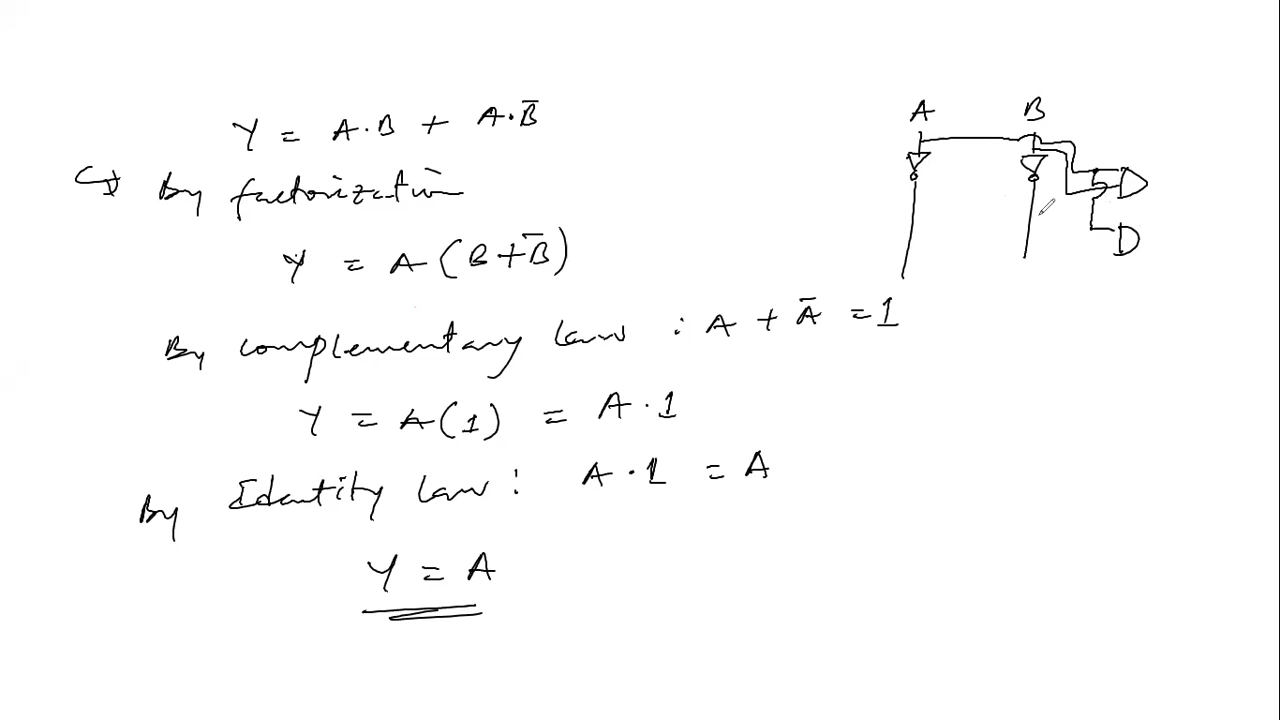 A B
Y = A·B + A·B̅
By factorization
Y = A (B + B̅)
By complementary law : A + A̅ = 1
Y = A(1) = A·1
By Identity law : A·1 = A
Y = A